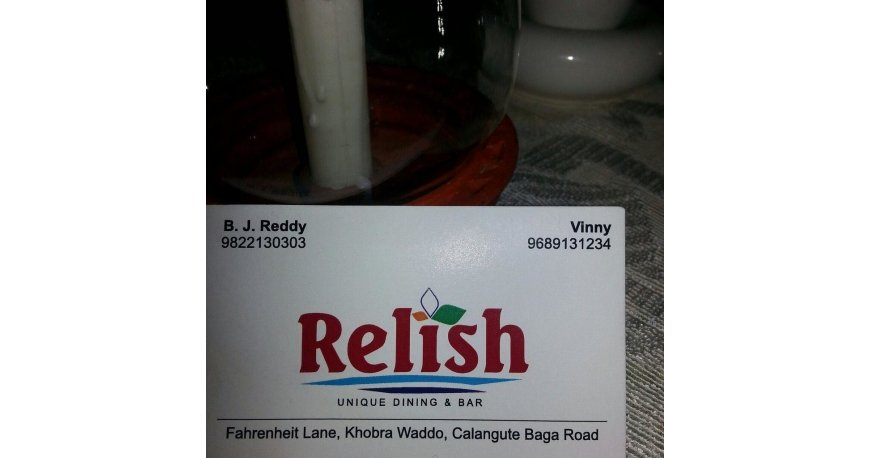 B. J. Reddy
9822130303
Vinny
9689131234
Relish
UNIQUE DINING & BAR
Fahrenheit Lane, Khobra Waddo, Calangute Baga Road